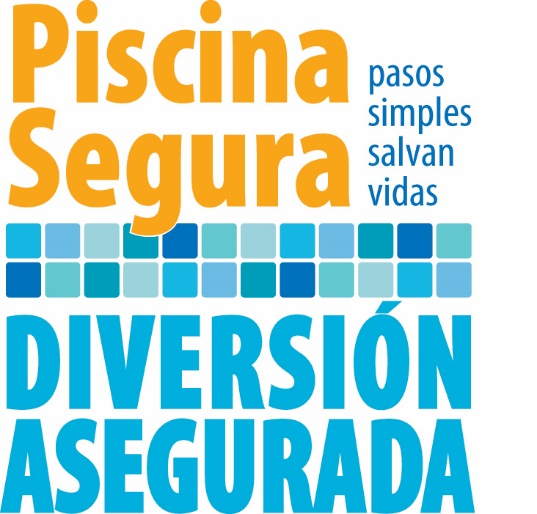 Piscina
Segura
pasos
simples
salvan
vidas
DIVERSIÓN
ASEGURADA